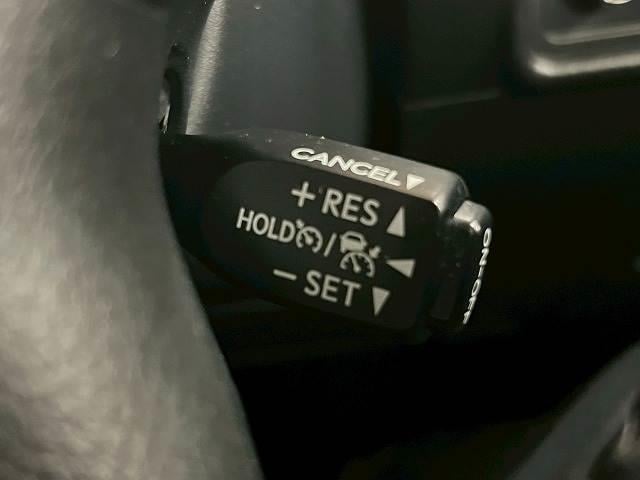 CANCEL▼
+RES▲
HOLD / ◀
−SET▼
ON-OFF